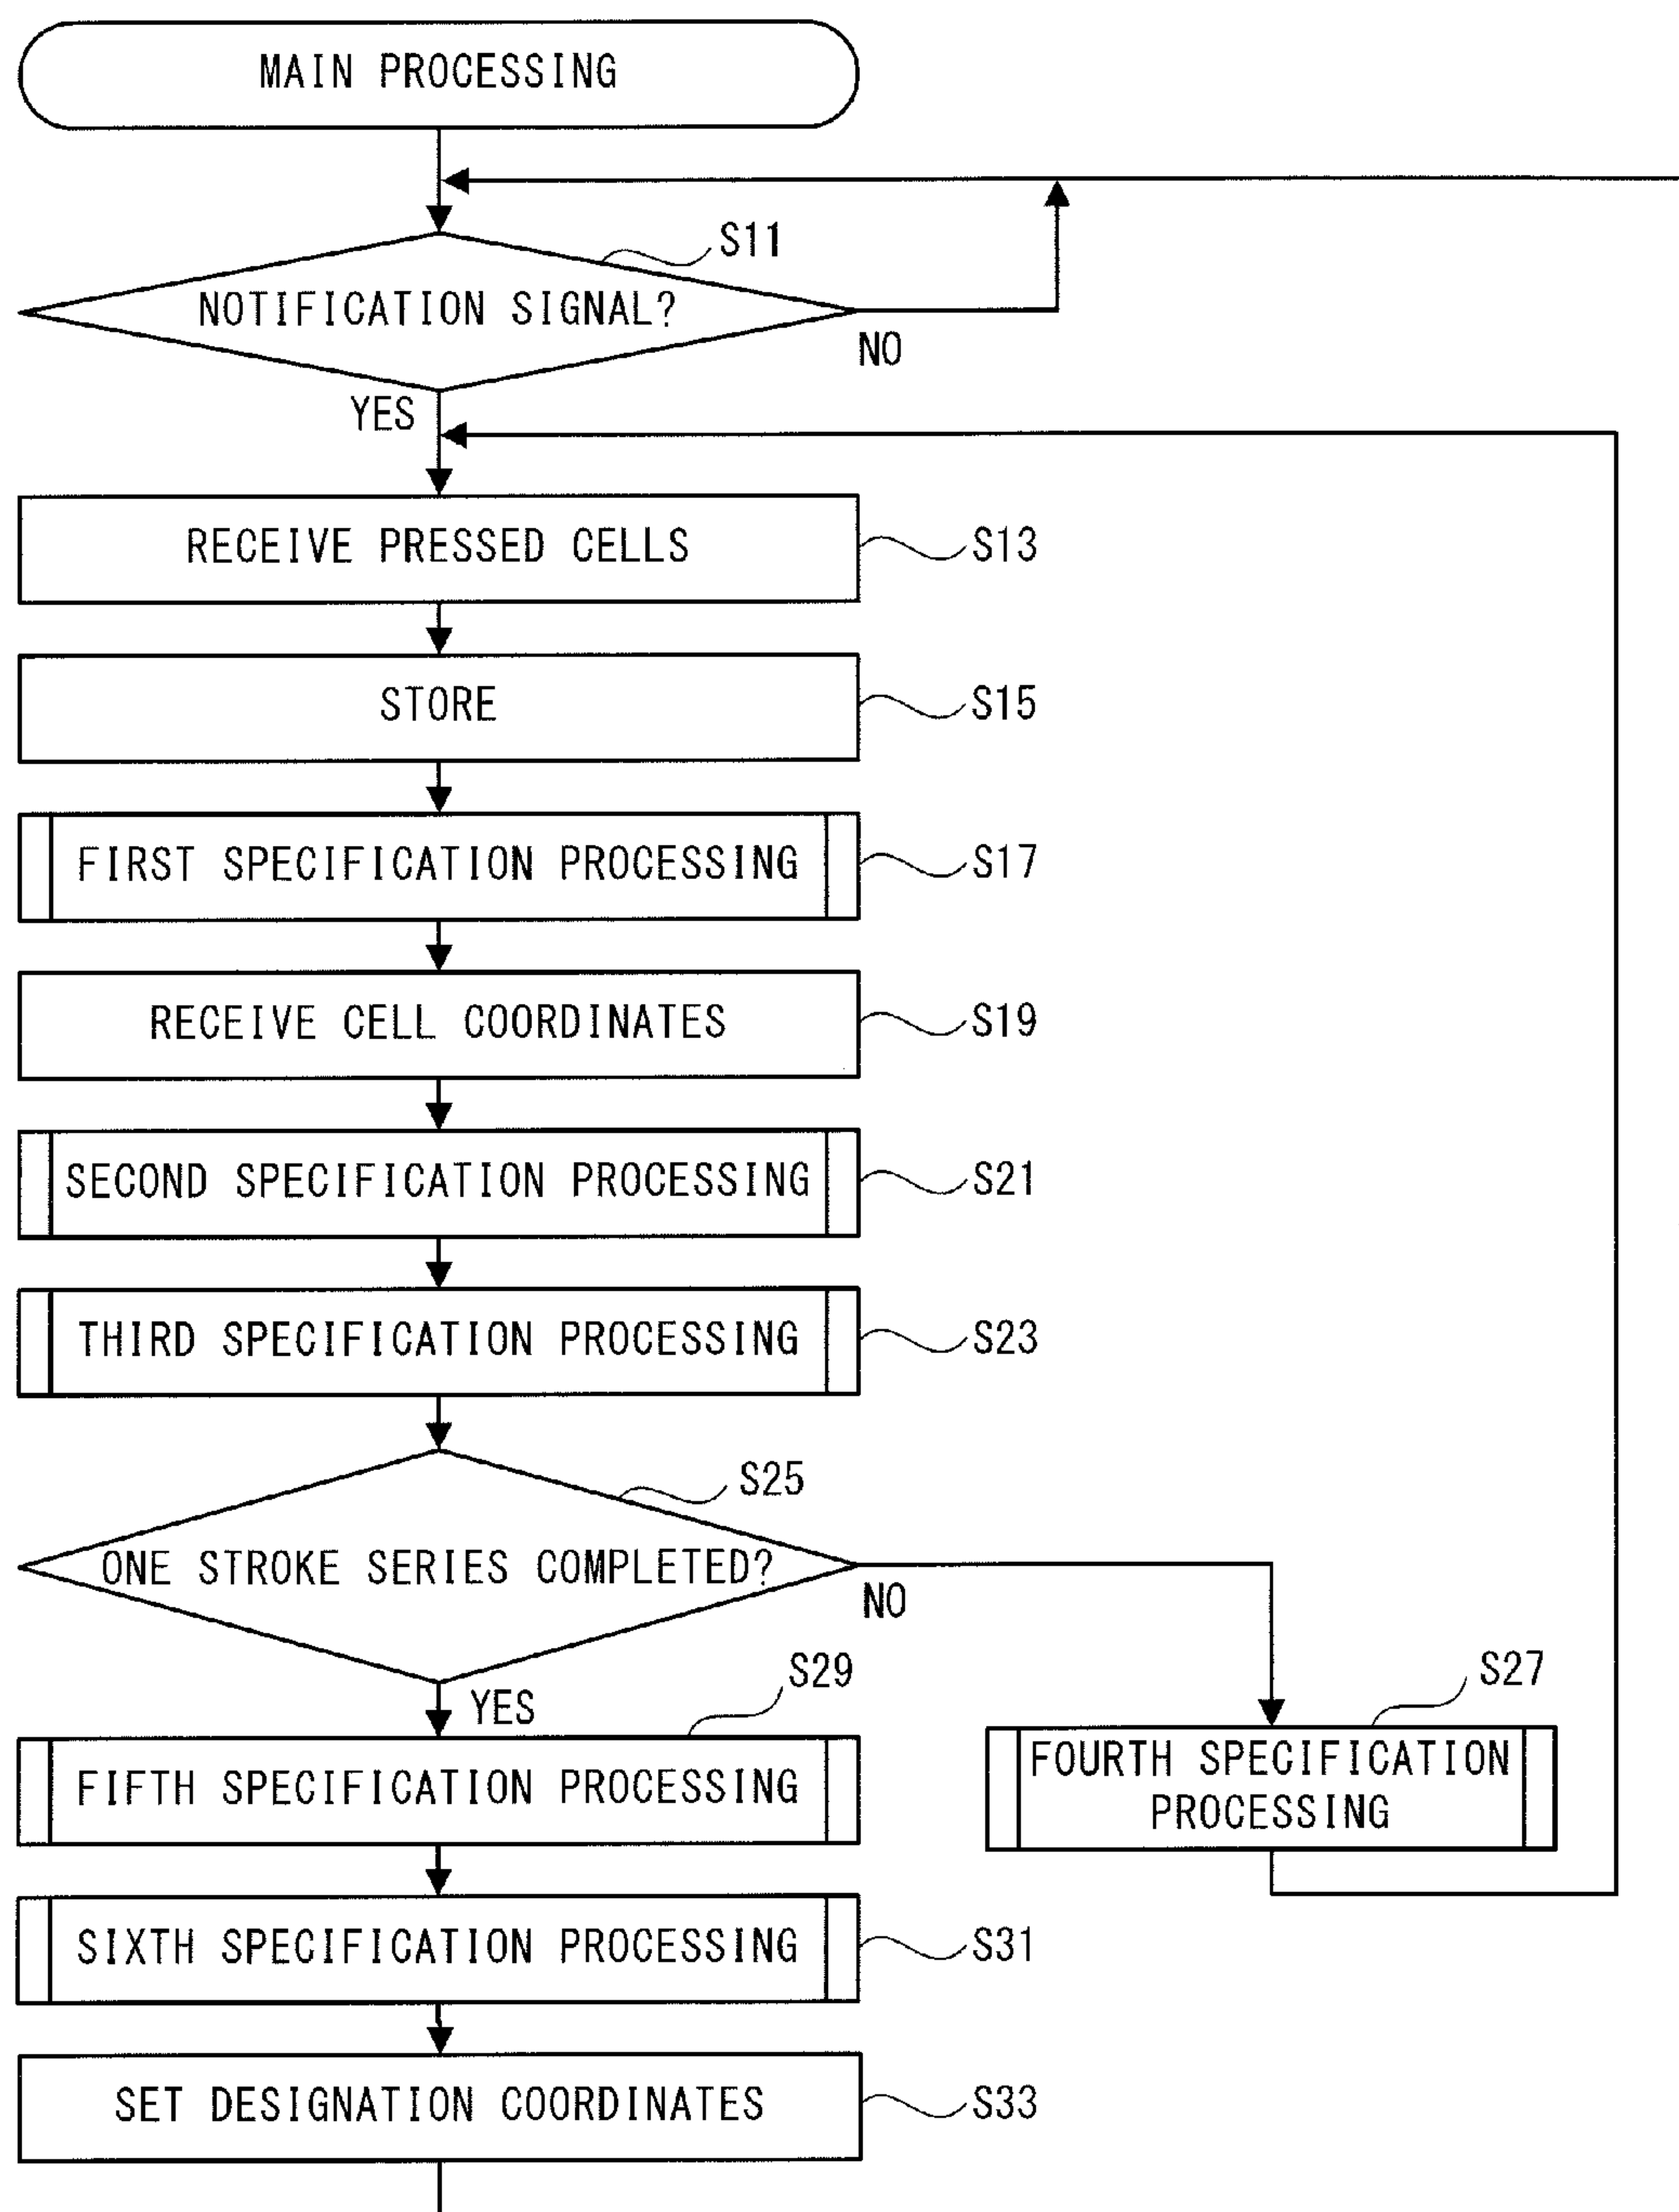 MAIN PROCESSING
S11
NOTIFICATION SIGNAL?
NO
YES
RECEIVE PRESSED CELLS
S13
STORE
S15
FIRST SPECIFICATION PROCESSING
S17
RECEIVE CELL COORDINATES
S19
SECOND SPECIFICATION PROCESSING
S21
THIRD SPECIFICATION PROCESSING
S23
S25
ONE STROKE SERIES COMPLETED?
NO
YES
S29
S27
FIFTH SPECIFICATION PROCESSING
FOURTH SPECIFICATION
PROCESSING
SIXTH SPECIFICATION PROCESSING
S31
SET DESIGNATION COORDINATES
S33